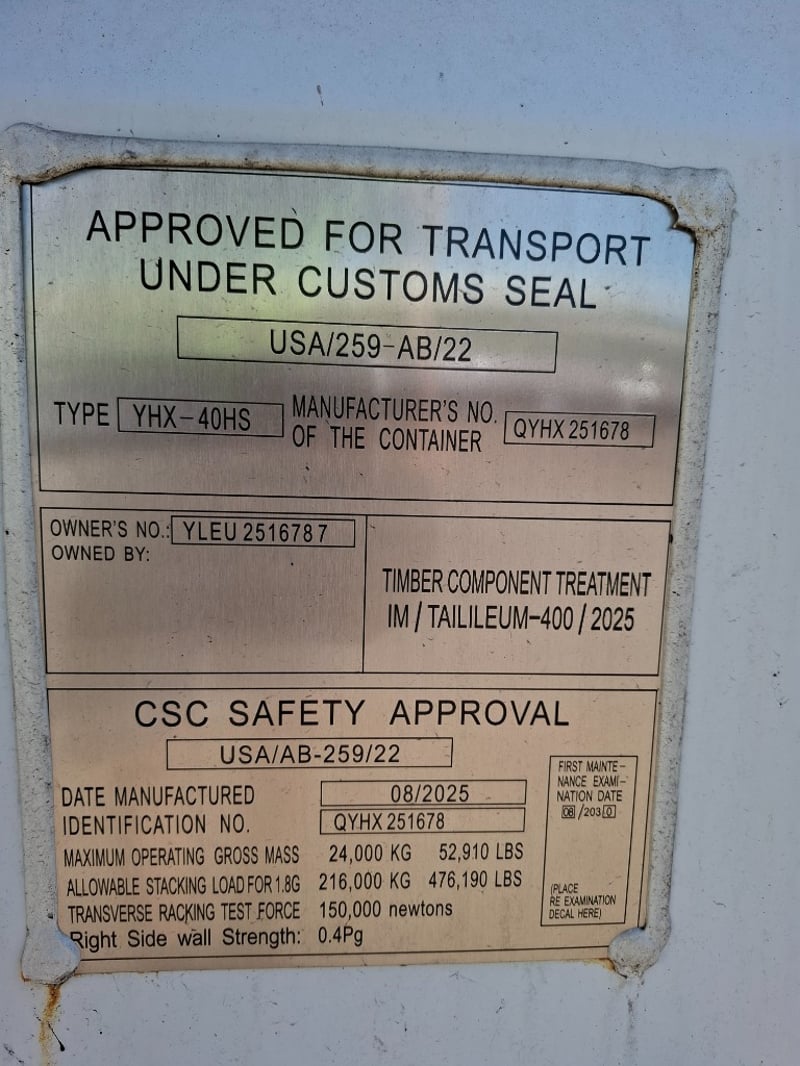 APPROVED FOR TRANSPORT
UNDER CUSTOMS SEAL
USA/259-AB/22
TYPE YHX-40HS
MANUFACTURER'S NO.
OF THE CONTAINER
QYHX 251678
OWNER'S NO.: YLEU 251678 7
OWNED BY:
TIMBER COMPONENT TREATMENT
IM / TAILILEUM-400 / 2025
CSC SAFETY APPROVAL
USA/AB-259/22
DATE MANUFACTURED 08/2025
IDENTIFICATION NO. QYHX 251678
MAXIMUM OPERATING GROSS MASS 24,000 KG 52,910 LBS
ALLOWABLE STACKING LOAD FOR 1.8G 216,000 KG 476,190 LBS
TRANSVERSE RACKING TEST FORCE 150,000 newtons
Right Side wall Strength: 0.4Pg
FIRST MAINTE-
NANCE EXAMI-
NATION DATE
08/2030
(PLACE
RE EXAMINATION
DECAL HERE)